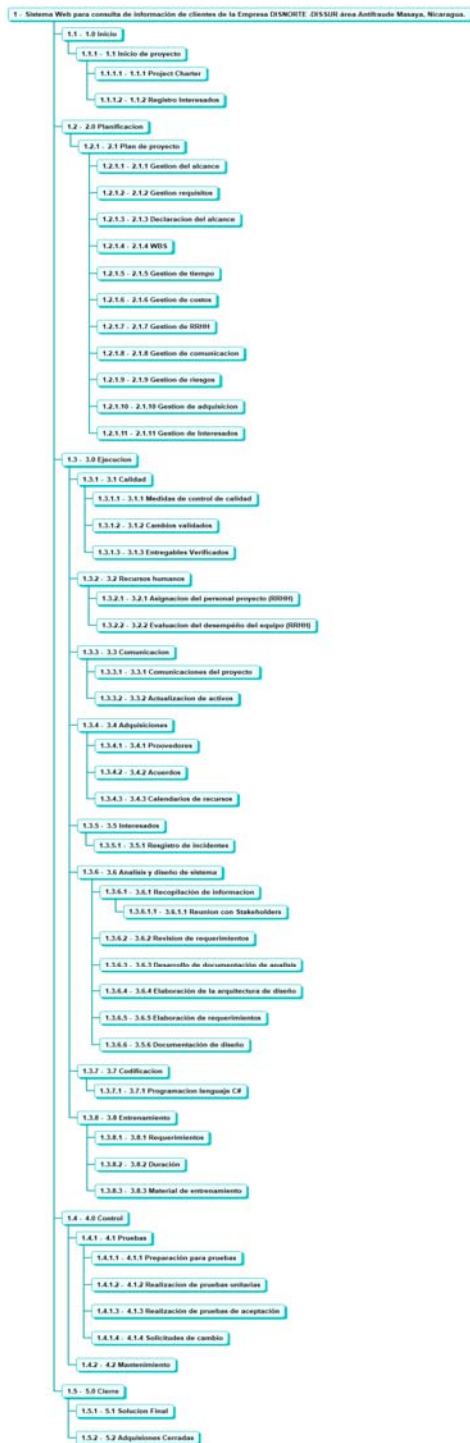 1 - Sistema Web para consulta de información de clientes de la Empresa DISNORTE -DISSUR área Antifraude Masaya, Nicaragua.
1.1 - 1.0 Inicio
1.1.1 - 1.1 Inicio de proyecto
1.1.1.1 - 1.1.1 Project Charter
1.1.1.2 - 1.1.2 Registro Interesados
1.2 - 2.0 Planificacion
1.2.1 - 2.1 Plan de proyecto
1.2.1.1 - 2.1.1 Gestion del alcance
1.2.1.2 - 2.1.2 Gestion requisitos
1.2.1.3 - 2.1.3 Declaracion del alcance
1.2.1.4 - 2.1.4 WBS
1.2.1.5 - 2.1.5 Gestion de tiempo
1.2.1.6 - 2.1.6 Gestion de costos
1.2.1.7 - 2.1.7 Gestion de RRHH
1.2.1.8 - 2.1.8 Gestion de comunicacion
1.2.1.9 - 2.1.9 Gestion de riesgos
1.2.1.10 - 2.1.10 Gestion de adquisicion
1.2.1.11 - 2.1.11 Gestion de Interesados
1.3 - 3.0 Ejecucion
1.3.1 - 3.1 Calidad
1.3.1.1 - 3.1.1 Medidas de control de calidad
1.3.1.2 - 3.1.2 Cambios validados
1.3.1.3 - 3.1.3 Entregables Verificados
1.3.2 - 3.2 Recursos humanos
1.3.2.1 - 3.2.1 Asignacion del personal proyecto (RRHH)
1.3.2.2 - 3.2.2 Evaluacion del desempéño del equipo (RRHH)
1.3.3 - 3.3 Comunicacion
1.3.3.1 - 3.3.1 Comunicaciones del proyecto
1.3.3.2 - 3.3.2 Actualizacion de activos
1.3.4 - 3.4 Adquisiciones
1.3.4.1 - 3.4.1 Proovedores
1.3.4.2 - 3.4.2 Acuerdos
1.3.4.3 - 3.4.3 Calendarios de recursos
1.3.5 - 3.5 Interesados
1.3.5.1 - 3.5.1 Resgistro de incidentes
1.3.6 - 3.6 Analisis y diseño de sistema
1.3.6.1 - 3.6.1 Recopilación de informacion
1.3.6.1.1 - 3.6.1.1 Reunion con Stakeholders
1.3.6.2 - 3.6.2 Revision de requerimientos
1.3.6.3 - 3.6.3 Desarrollo de documentación de analisis
1.3.6.4 - 3.6.4 Elaboración de la arquitectura de diseño
1.3.6.5 - 3.6.5 Elaboración de requerimientos
1.3.6.6 - 3.5.6 Documentación de diseño
1.3.7 - 3.7 Codificacion
1.3.7.1 - 3.7.1 Programacion lenguaje C#
1.3.8 - 3.8 Entrenamiento
1.3.8.1 - 3.8.1 Requerimientos
1.3.8.2 - 3.8.2 Duración
1.3.8.3 - 3.8.3 Material de entrenamiento
1.4 - 4.0 Control
1.4.1 - 4.1 Pruebas
1.4.1.1 - 4.1.1 Preparación para pruebas
1.4.1.2 - 4.1.2 Realizacion de pruebas unitarias
1.4.1.3 - 4.1.3 Realización de pruebas de aceptación
1.4.1.4 - 4.1.4 Solicitudes de cambio
1.4.2 - 4.2 Mantenimiento
1.5 - 5.0 Cierre
1.5.1 - 5.1 Solucion Final
1.5.2 - 5.2 Adquisiones Cerradas